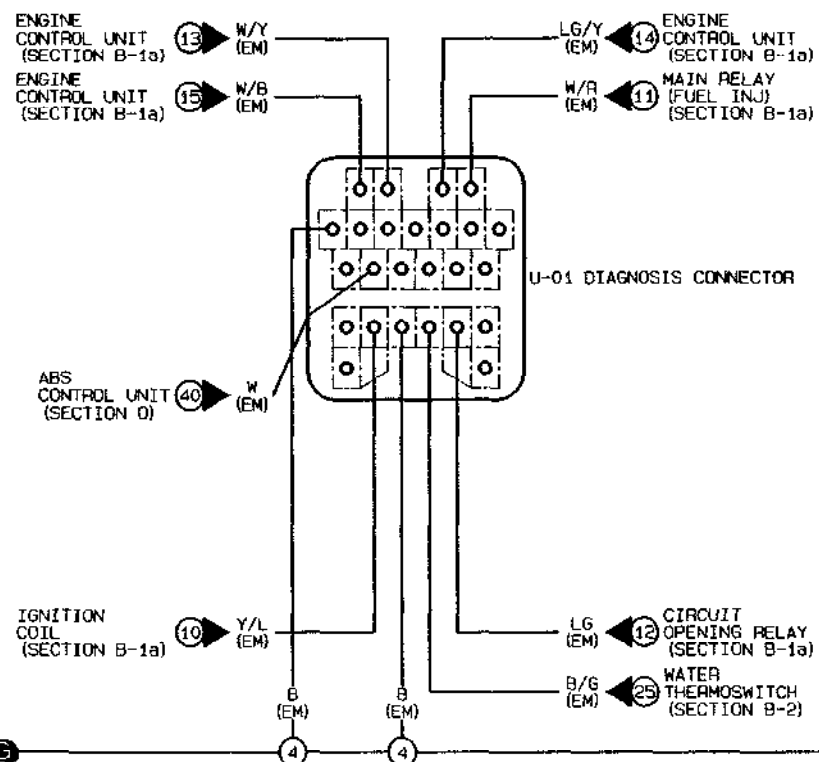 ENGINE
CONTROL UNIT
(SECTION B-1a)
13
W/Y
(EM)
ENGINE
CONTROL UNIT
(SECTION B-1a)
15
W/B
(EM)
LG/Y
(EM)
14
ENGINE
CONTROL UNIT
(SECTION B-1a)
W/R
(EM)
11
MAIN RELAY
(FUEL INJ)
(SECTION B-1a)
U-01 DIAGNOSIS CONNECTOR
ABS
CONTROL UNIT
(SECTION O)
40
W
(EM)
IGNITION
COIL
(SECTION B-1a)
10
Y/L
(EM)
LG
(EM)
12
CIRCUIT
OPENING RELAY
(SECTION B-1a)
B/G
(EM)
25
WATER
THERMOSWITCH
(SECTION B-2)
B
(EM)
B
(EM)
G
4
4